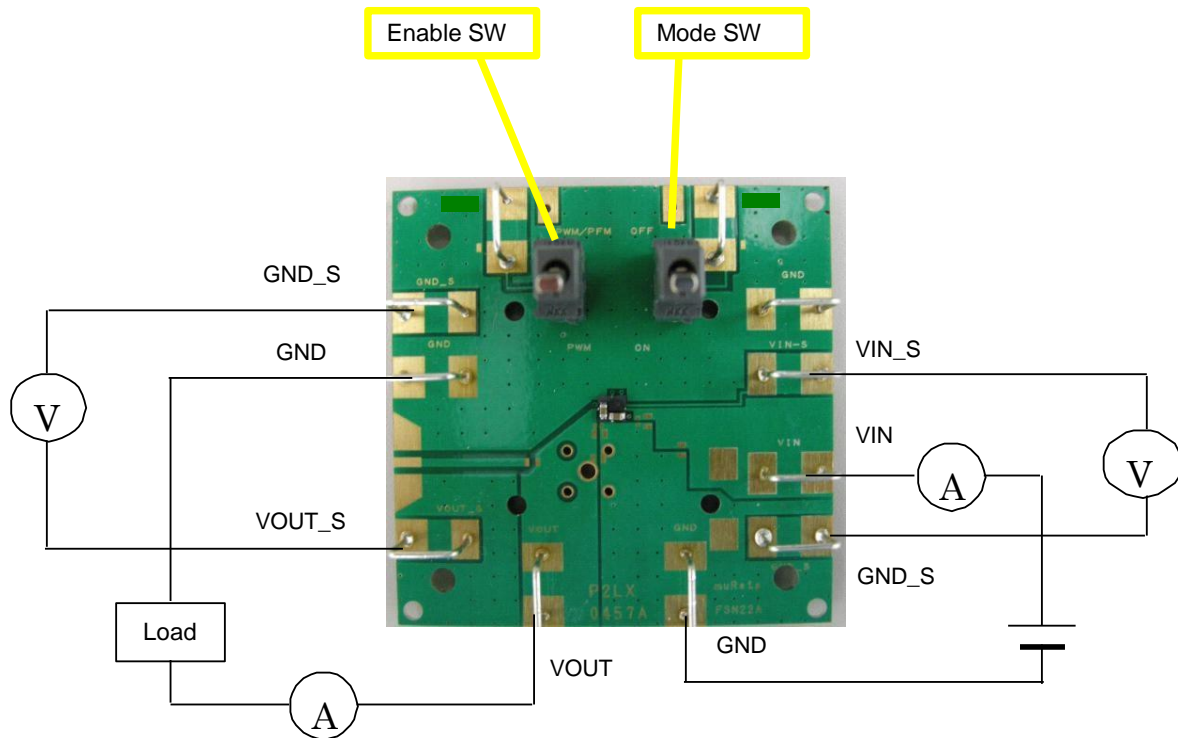 Enable SW
Mode SW
PWM/PFM
OFF
GND_S
GND_S
GND
GND
GND
PWM
ON
VIN-S
VIN_S
V
VIN
VIN
A
V
VOUT_S
VOUT_S
VOUT
GND
GND_S
P2LX
0457A
muRata
FSN22A
Load
GND
VOUT
A